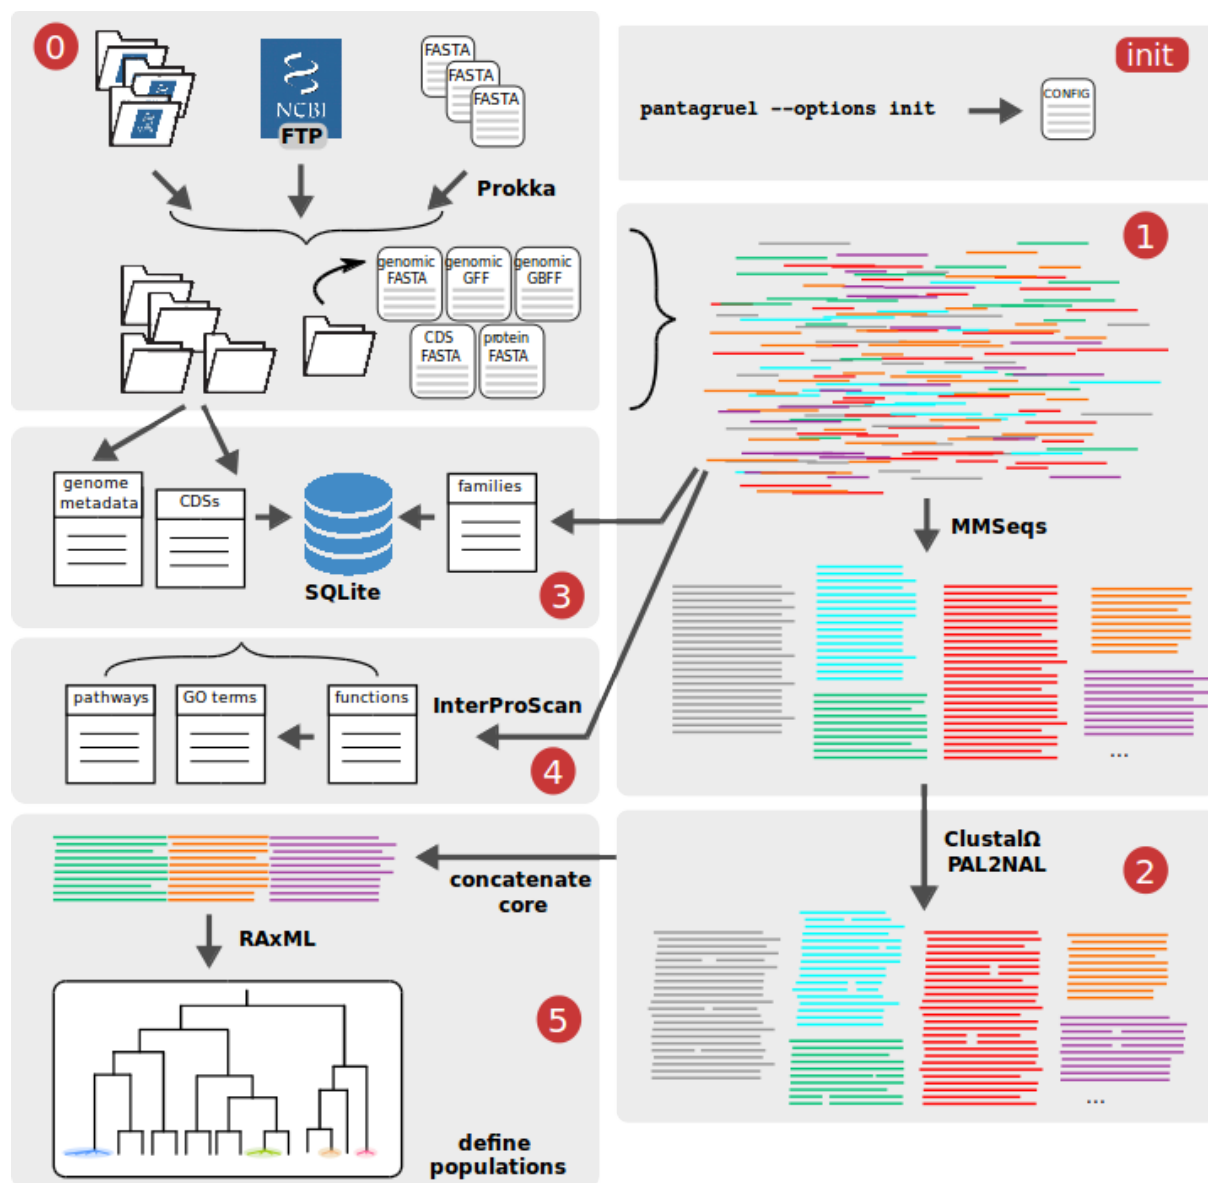 0
NCBI
FTP
FASTA
FASTA
FASTA
Prokka
genomic
FASTA
genomic
GFF
genomic
GBFF
CDS
FASTA
protein
FASTA
init
pantagruel --options init
CONFIG
1
MMSeqs
...
genome
metadata
CDSs
SQLite
families
3
pathways
GO terms
functions
InterProScan
4
ClustalΩ
PAL2NAL
2
...
concatenate
core
RAxML
5
define
populations